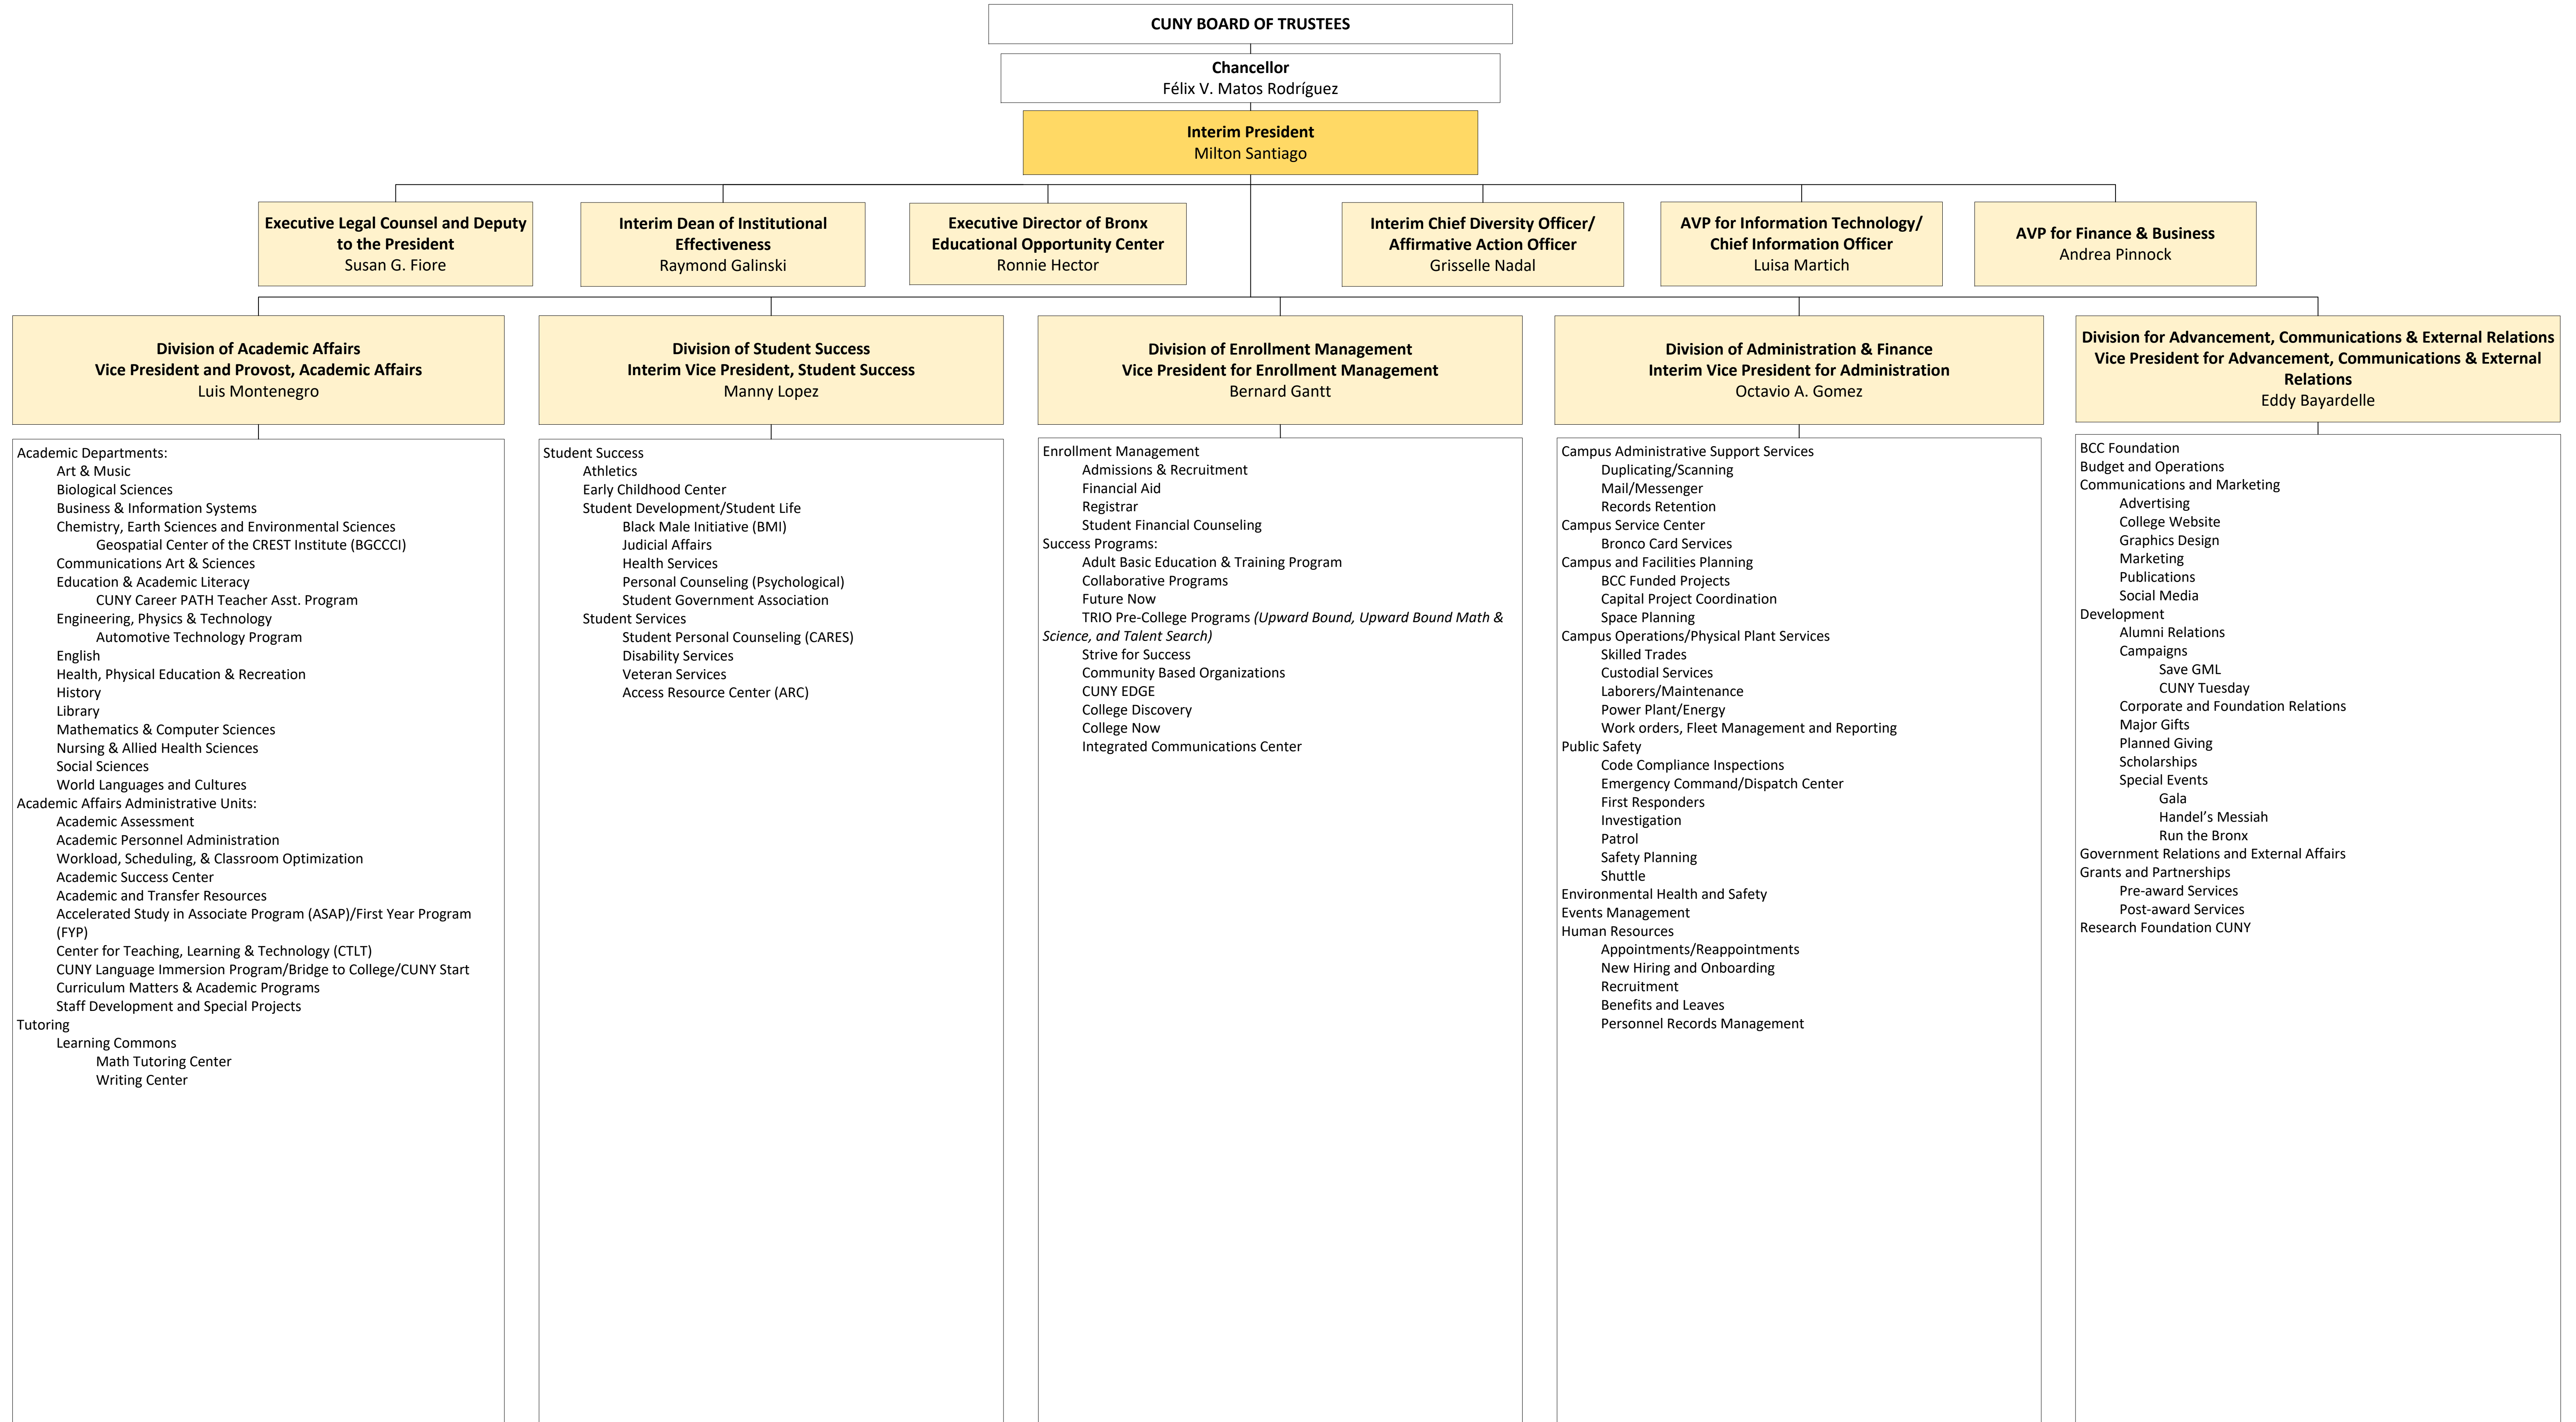 CUNY BOARD OF TRUSTEES
Chancellor
Félix V. Matos Rodríguez
Interim President
Milton Santiago
Executive Legal Counsel and Deputy
to the President
Susan G. Fiore
Interim Dean of Institutional
Effectiveness
Raymond Galinski
Executive Director of Bronx
Educational Opportunity Center
Ronnie Hector
Interim Chief Diversity Officer/
Affirmative Action Officer
Grisselle Nadal
AVP for Information Technology/
Chief Information Officer
Luisa Martich
AVP for Finance & Business
Andrea Pinnock
Division of Academic Affairs
Vice President and Provost, Academic Affairs
Luis Montenegro
Academic Departments:
Art & Music
Biological Sciences
Business & Information Systems
Chemistry, Earth Sciences and Environmental Sciences
Geospatial Center of the CREST Institute (BGCCCI)
Communications Art & Sciences
Education & Academic Literacy
CUNY Career PATH Teacher Asst. Program
Engineering, Physics & Technology
Automotive Technology Program
English
Health, Physical Education & Recreation
History
Library
Mathematics & Computer Sciences
Nursing & Allied Health Sciences
Social Sciences
World Languages and Cultures
Academic Affairs Administrative Units:
Academic Assessment
Academic Personnel Administration
Workload, Scheduling, & Classroom Optimization
Academic Success Center
Academic and Transfer Resources
Accelerated Study in Associate Program (ASAP)/First Year Program
(FYP)
Center for Teaching, Learning & Technology (CTLT)
CUNY Language Immersion Program/Bridge to College/CUNY Start
Curriculum Matters & Academic Programs
Staff Development and Special Projects
Tutoring
Learning Commons
Math Tutoring Center
Writing Center
Division of Student Success
Interim Vice President, Student Success
Manny Lopez
Student Success
Athletics
Early Childhood Center
Student Development/Student Life
Black Male Initiative (BMI)
Judicial Affairs
Health Services
Personal Counseling (Psychological)
Student Government Association
Student Services
Student Personal Counseling (CARES)
Disability Services
Veteran Services
Access Resource Center (ARC)
Division of Enrollment Management
Vice President for Enrollment Management
Bernard Gantt
Enrollment Management
Admissions & Recruitment
Financial Aid
Registrar
Student Financial Counseling
Success Programs:
Adult Basic Education & Training Program
Collaborative Programs
Future Now
TRIO Pre-College Programs (Upward Bound, Upward Bound Math &
Science, and Talent Search)
Strive for Success
Community Based Organizations
CUNY EDGE
College Discovery
College Now
Integrated Communications Center
Division of Administration & Finance
Interim Vice President for Administration
Octavio A. Gomez
Campus Administrative Support Services
Duplicating/Scanning
Mail/Messenger
Records Retention
Campus Service Center
Bronco Card Services
Campus and Facilities Planning
BCC Funded Projects
Capital Project Coordination
Space Planning
Campus Operations/Physical Plant Services
Skilled Trades
Custodial Services
Laborers/Maintenance
Power Plant/Energy
Work orders, Fleet Management and Reporting
Public Safety
Code Compliance Inspections
Emergency Command/Dispatch Center
First Responders
Investigation
Patrol
Safety Planning
Shuttle
Environmental Health and Safety
Events Management
Human Resources
Appointments/Reappointments
New Hiring and Onboarding
Recruitment
Benefits and Leaves
Personnel Records Management
Division for Advancement, Communications & External Relations
Vice President for Advancement, Communications & External
Relations
Eddy Bayardelle
BCC Foundation
Budget and Operations
Communications and Marketing
Advertising
College Website
Graphics Design
Marketing
Publications
Social Media
Development
Alumni Relations
Campaigns
Save GML
CUNY Tuesday
Corporate and Foundation Relations
Major Gifts
Planned Giving
Scholarships
Special Events
Gala
Handel’s Messiah
Run the Bronx
Government Relations and External Affairs
Grants and Partnerships
Pre-award Services
Post-award Services
Research Foundation CUNY